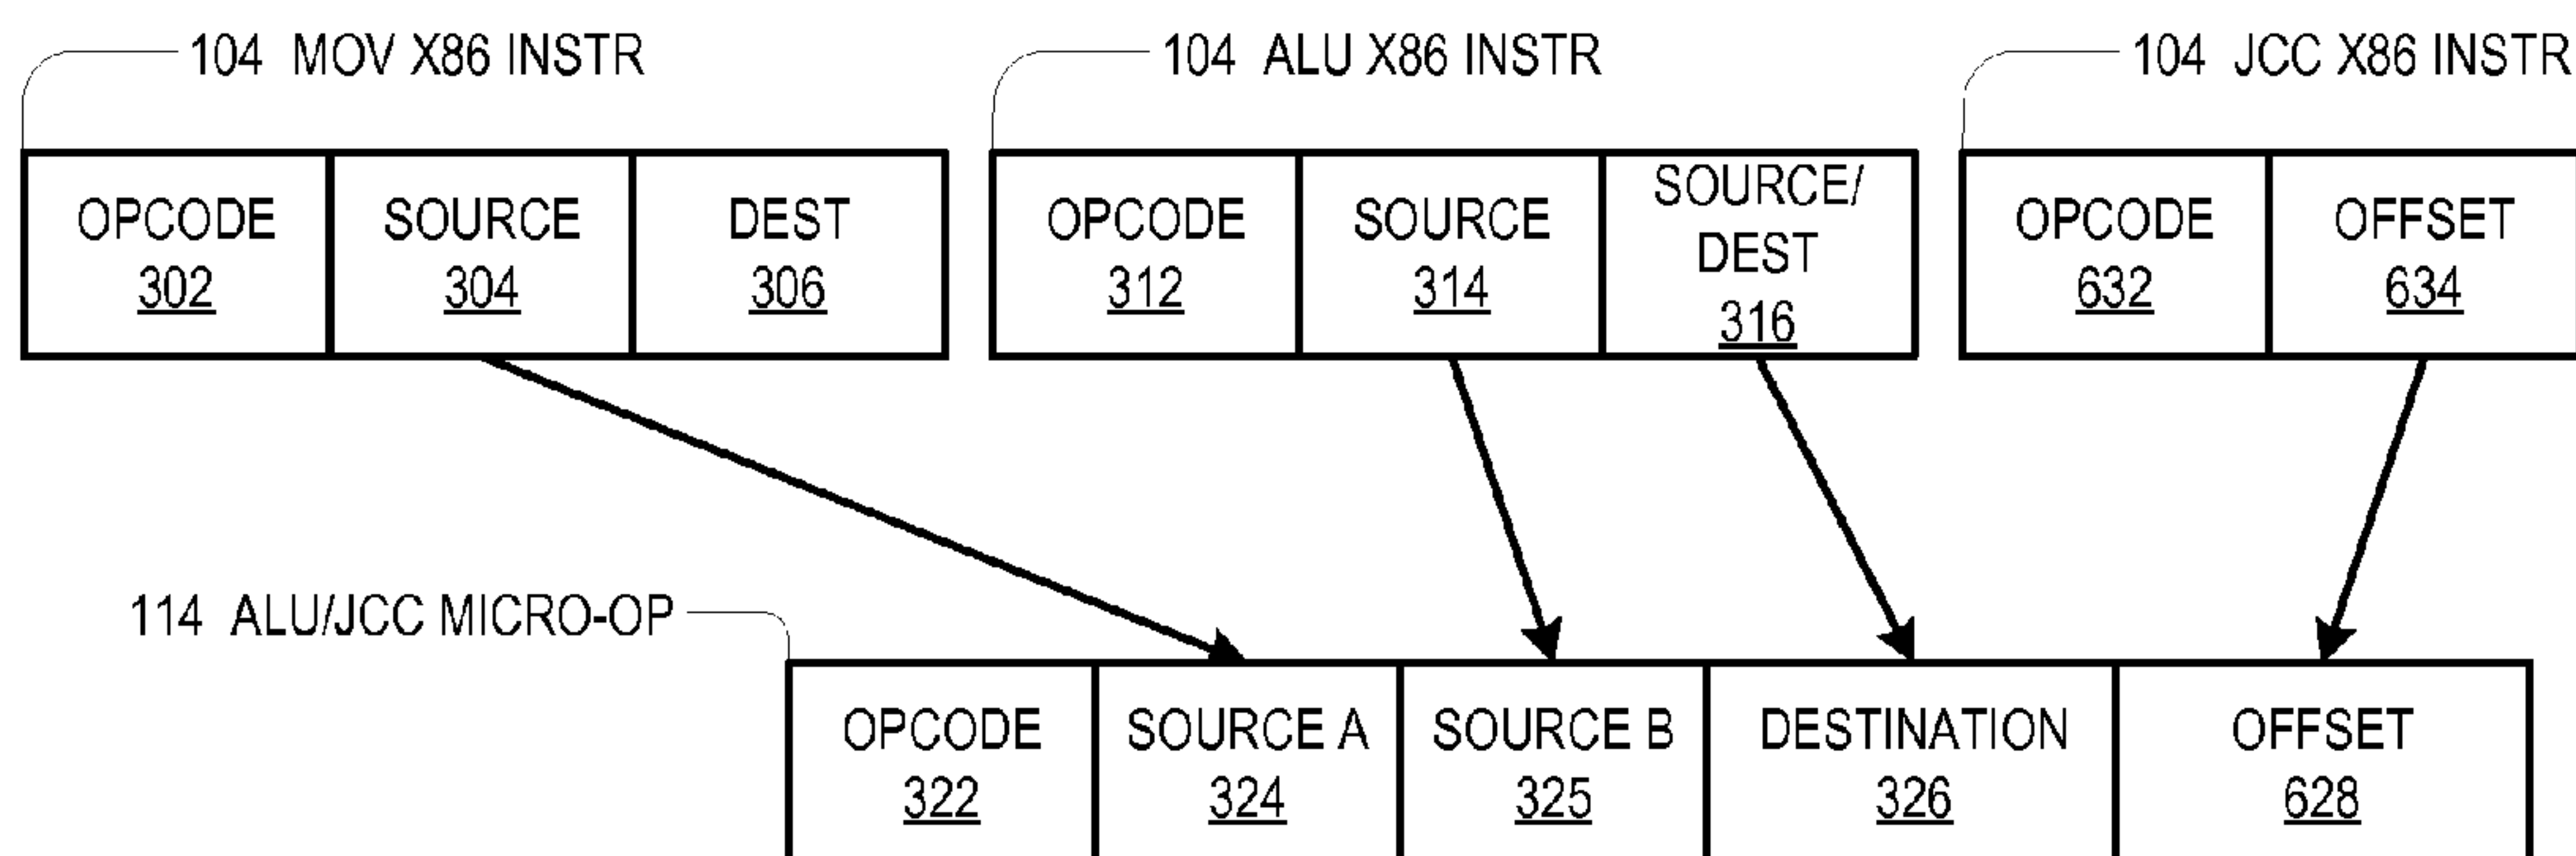 104 MOV X86 INSTR
104 ALU X86 INSTR
104 JCC X86 INSTR
OPCODE
302
SOURCE
304
DEST
306
OPCODE
312
SOURCE
314
SOURCE/
DEST
316
OPCODE
632
OFFSET
634
114 ALU/JCC MICRO-OP
OPCODE
322
SOURCE A
324
SOURCE B
325
DESTINATION
326
OFFSET
628